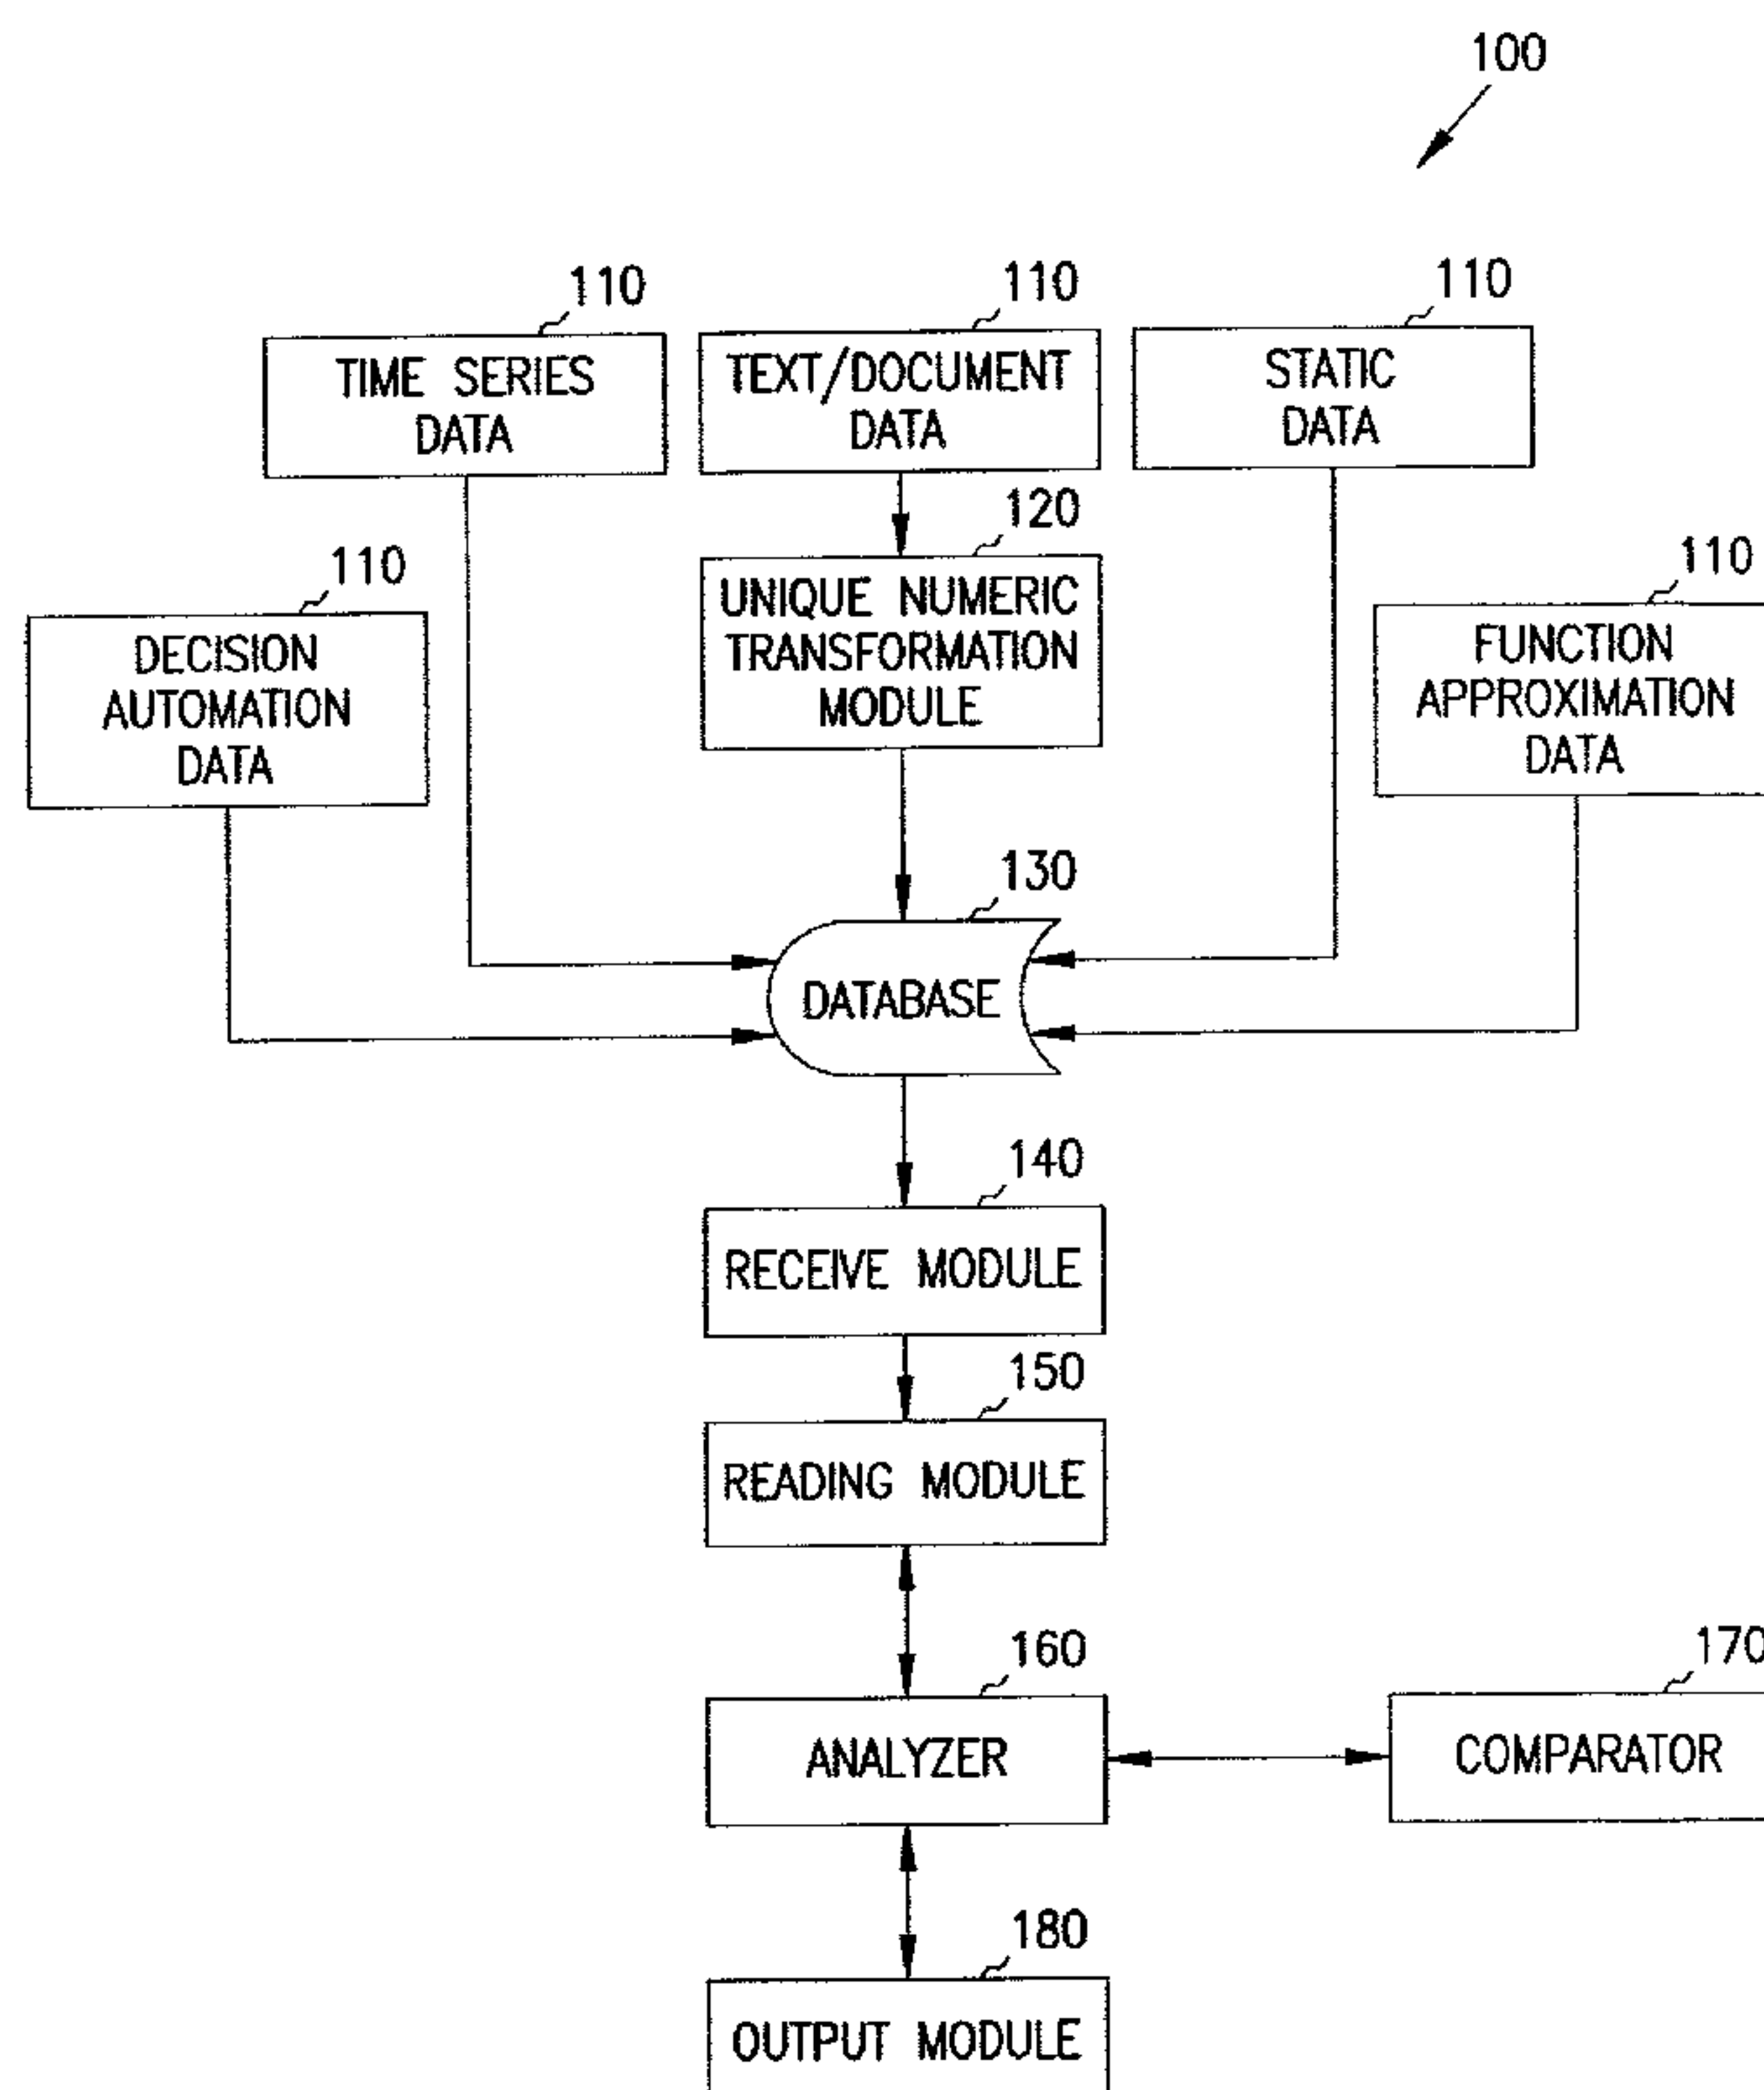 100
110
110
110
TIME SERIES
DATA
TEXT/DOCUMENT
DATA
STATIC
DATA
120
110
110
UNIQUE NUMERIC
TRANSFORMATION
MODULE
DECISION
AUTOMATION
DATA
FUNCTION
APPROXIMATION
DATA
130
DATABASE
140
RECEIVE MODULE
150
READING MODULE
160
170
ANALYZER
COMPARATOR
180
OUTPUT MODULE